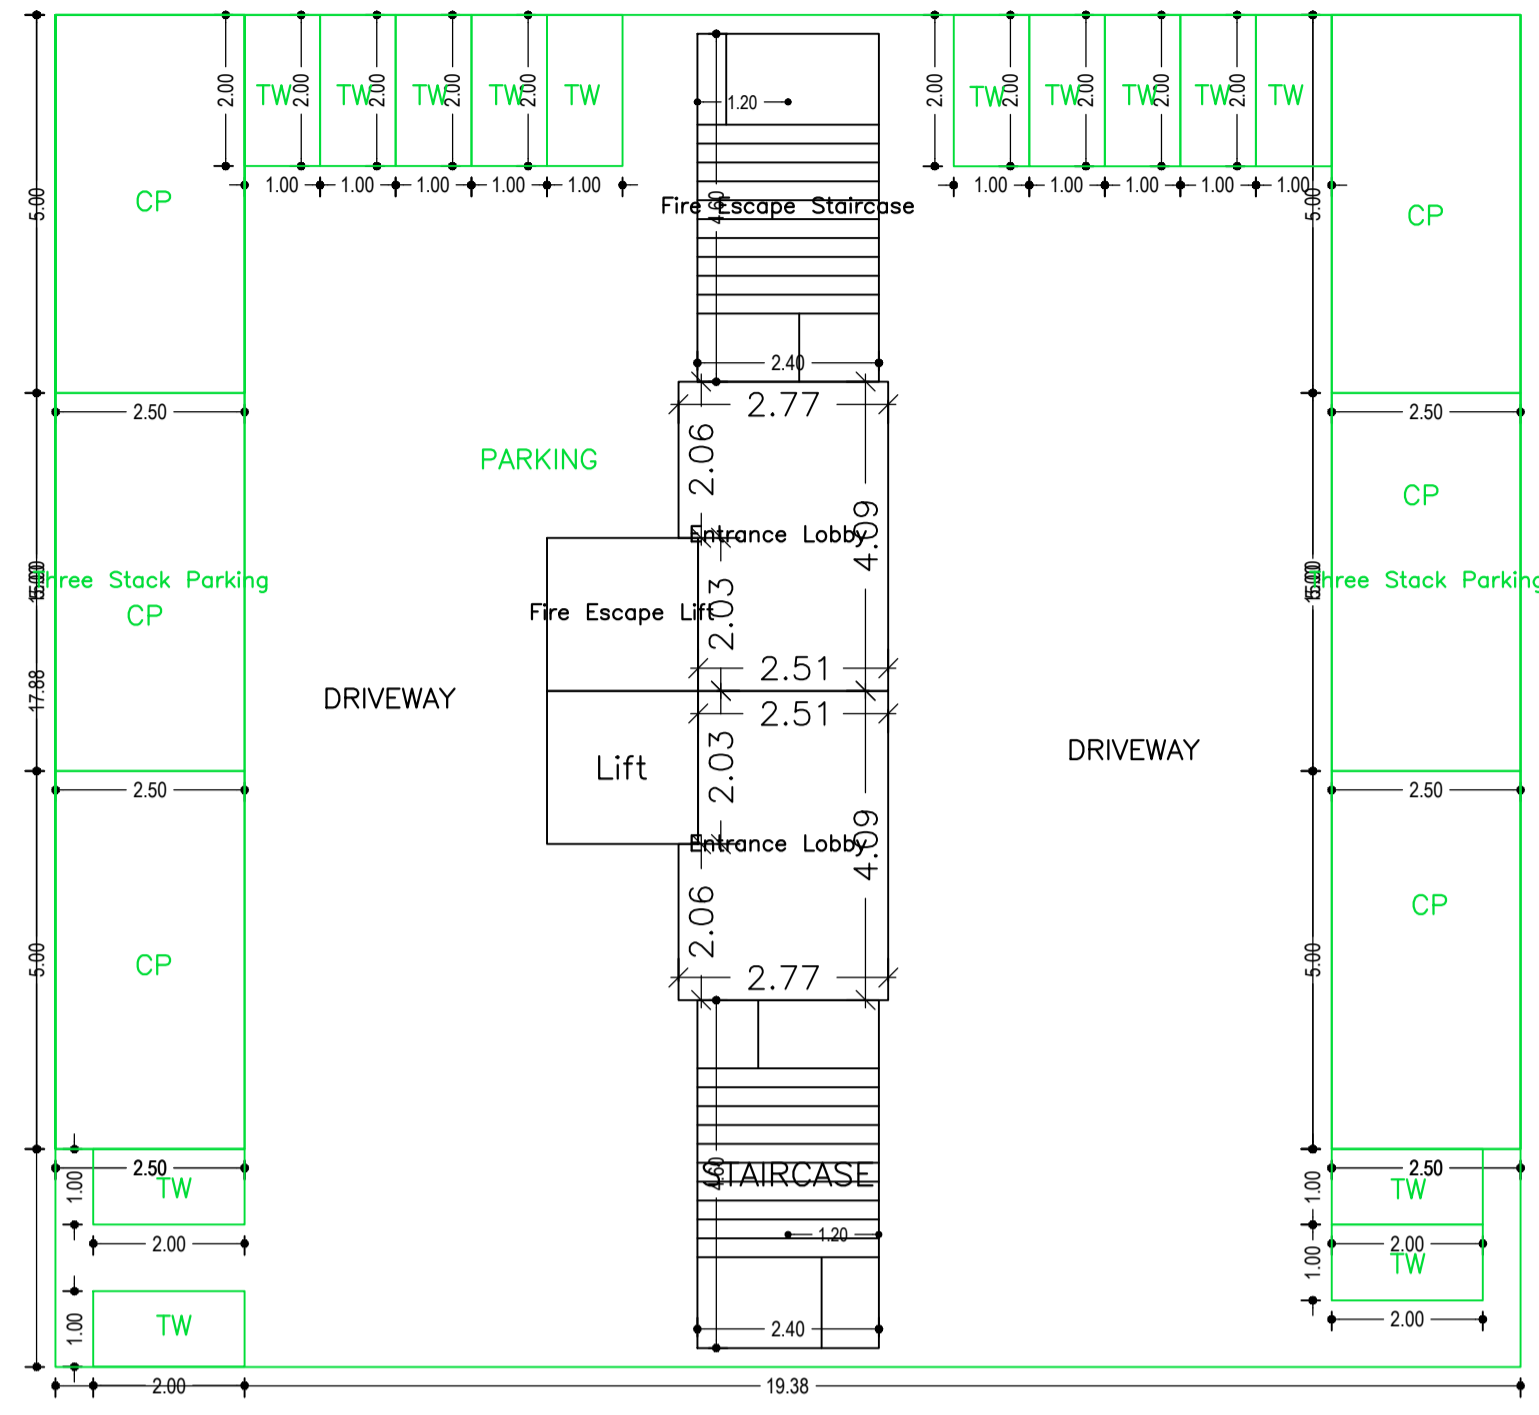 2.00 TW 2.00 TW 2.00 TW 2.00 TW 2.00 TW
2.00 TW 2.00 TW 2.00 TW 2.00 TW 2.00 TW
1.20
1.00 1.00 1.00 1.00 1.00
1.00 1.00 1.00 1.00 1.00
5.00
CP
4.60
Fire Escape Staircase
5.00
CP
2.40
2.50
2.77
2.50
PARKING
2.06
CP
Entrance Lobby
4.09
Three Stack Parking
CP
Fire Escape Lift
2.03
Three Stack Parking
17.88
DRIVEWAY
2.51
2.51
DRIVEWAY
Lift
2.03
2.50
2.50
Entrance Lobby
4.09
2.06
CP
5.00
CP
5.00
2.77
2.50
2.50
1.00
TW
4.60
STAIRCASE
1.00
TW
2.00
1.20
2.00
1.00
TW
1.00
TW
2.40
2.00
2.00
19.38